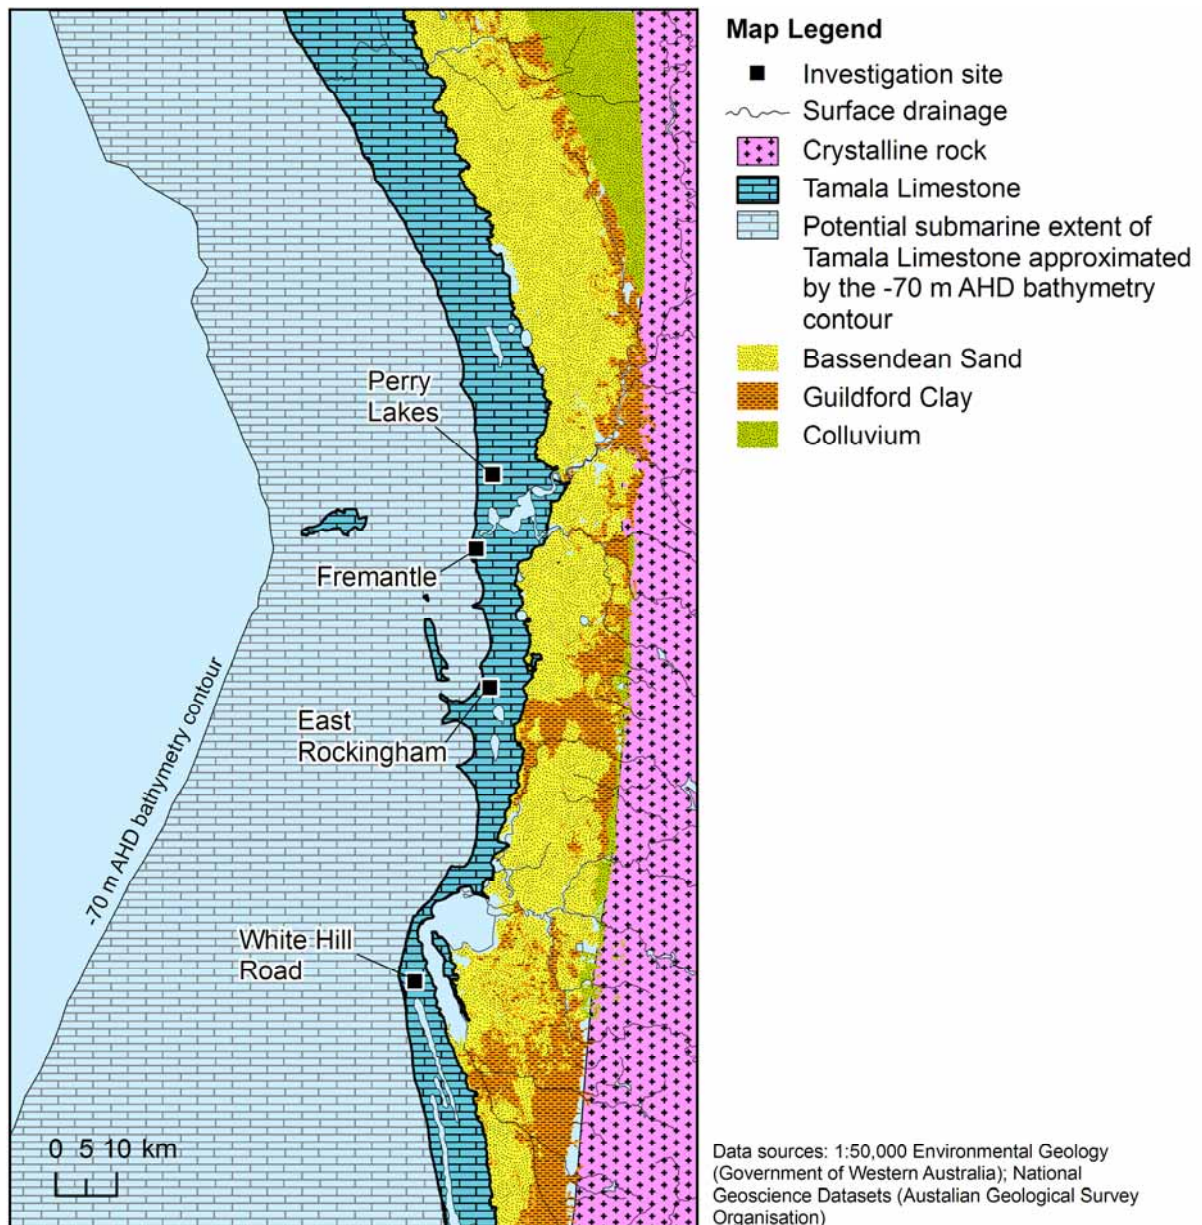 Map Legend
Investigation site
Surface drainage
Crystalline rock
Tamala Limestone
Potential submarine extent of
Tamala Limestone approximated
by the -70 m AHD bathymetry
contour
Bassendean Sand
Guildford Clay
Colluvium
Perry
Lakes
Fremantle
East
Rockingham
White Hill
Road
-70 m AHD bathymetry contour
0 5 10 km
Data sources: 1:50,000 Environmental Geology
(Government of Western Australia); National
Geoscience Datasets (Austalian Geological Survey
Organisation)